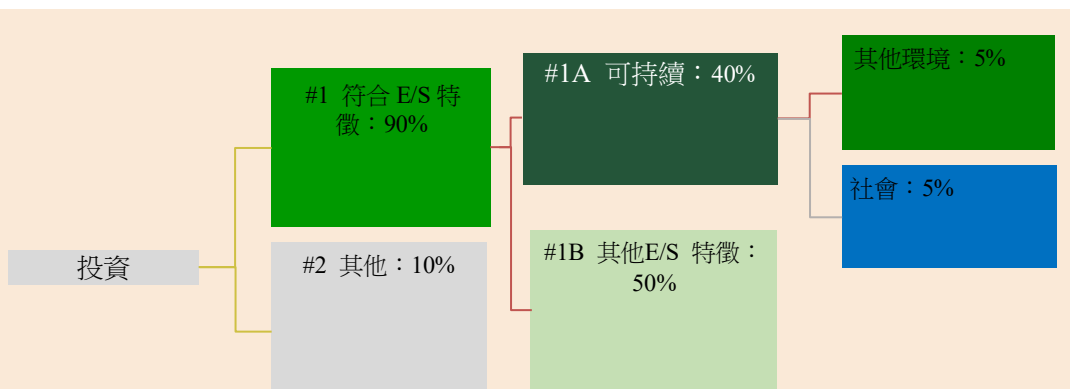 投資
#1 符合 E/S 特
徵：90%
#2 其他：10%
#1A 可持續：40%
#1B 其他E/S 特徵：
50%
其他環境：5%
社會：5%